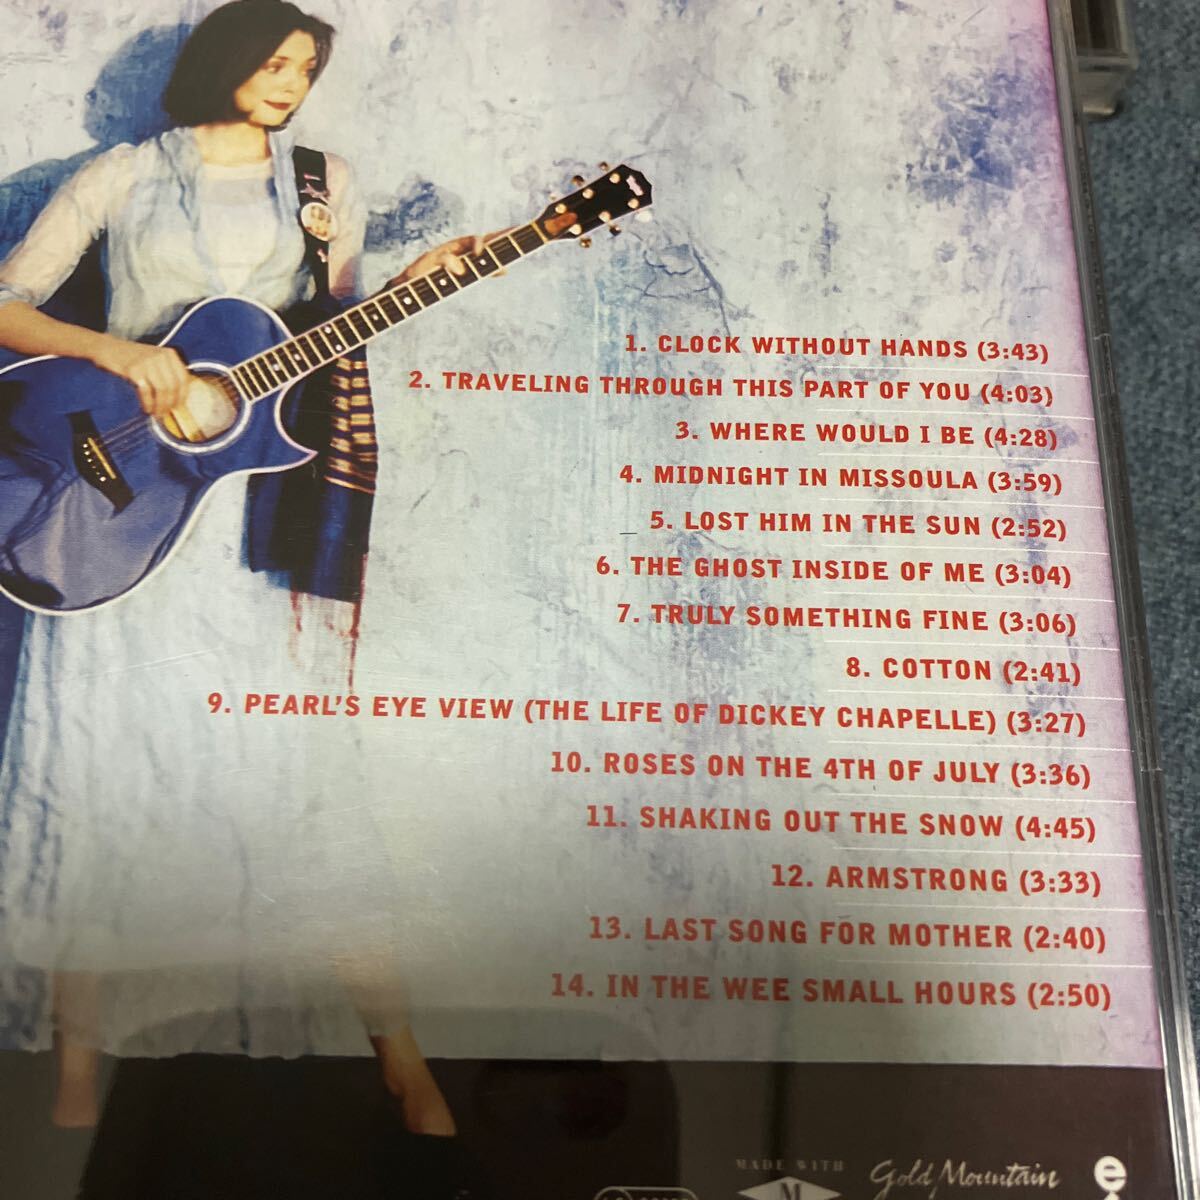 1. CLOCK WITHOUT HANDS (3:43)
2. TRAVELING THROUGH THIS PART OF YOU (4:03)
3. WHERE WOULD I BE (4:28)
4. MIDNIGHT IN MISSOULA (3:59)
5. LOST HIM IN THE SUN (2:52)
6. THE GHOST INSIDE OF ME (3:04)
7. TRULY SOMETHING FINE (3:06)
8. COTTON (2:41)
9. PEARL'S EYE VIEW (THE LIFE OF DICKEY CHAPELLE) (3:27)
10. ROSES ON THE 4TH OF JULY (3:36)
11. SHAKING OUT THE SNOW (4:45)
12. ARMSTRONG (3:33)
13. LAST SONG FOR MOTHER (2:40)
14. IN THE WEE SMALL HOURS (2:50)
MADE WITH
M
Gold Mountain
e